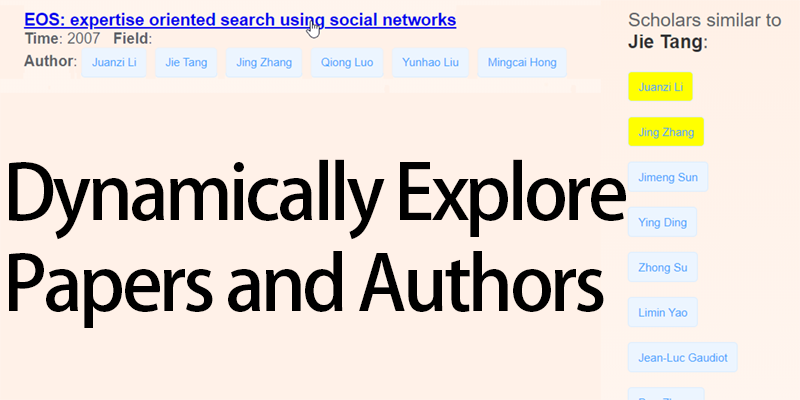 EOS: expertise oriented search using social networks
Time: 2007 Field:
Author: Juanzi Li Jie Tang Jing Zhang Qiong Luo Yunhao Liu Mingcai Hong
Dynamically Explore
Papers and Authors
Scholars similar to
Jie Tang:
Juanzi Li
Jing Zhang
Jimeng Sun
Ying Ding
Zhong Su
Limin Yao
Jean-Luc Gaudiot